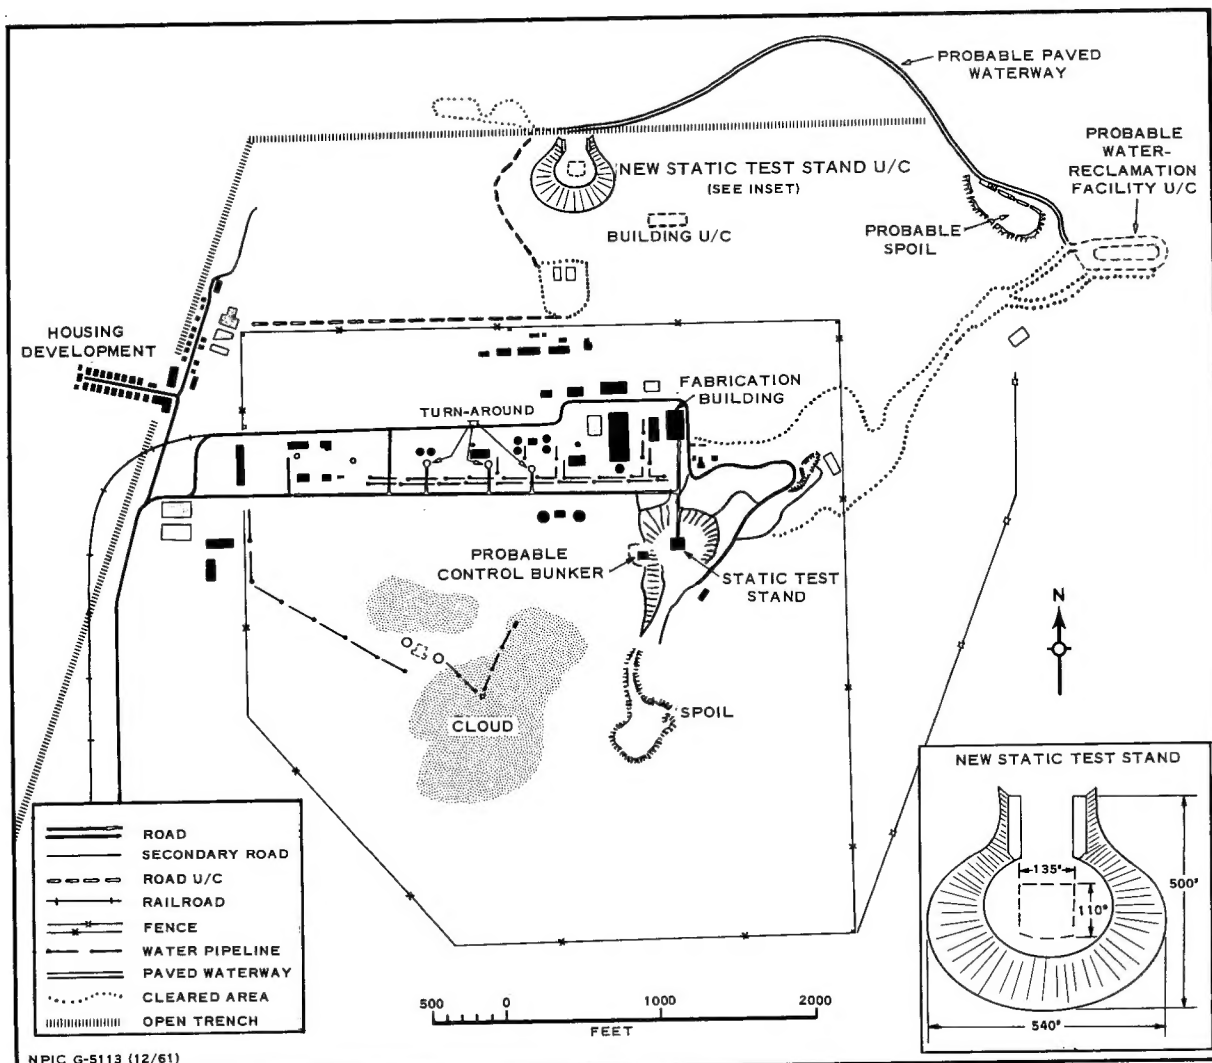 PROBABLE PAVED
WATERWAY
PROBABLE
WATER-
RECLAMATION
FACILITY U/C
NEW STATIC TEST STAND U/C
(SEE INSET)
BUILDING U/C
PROBABLE
SPOIL
HOUSING
DEVELOPMENT
TURN-AROUND
FABRICATION
BUILDING
PROBABLE
CONTROL BUNKER
STATIC TEST
STAND
N
CLOUD
SPOIL
ROAD
SECONDARY ROAD
ROAD U/C
RAILROAD
FENCE
WATER PIPELINE
PAVED WATERWAY
CLEARED AREA
OPEN TRENCH
500 0 1000 2000
FEET
NEW STATIC TEST STAND
135'
110'
500'
540'
NPIC G-5113 (12/61)